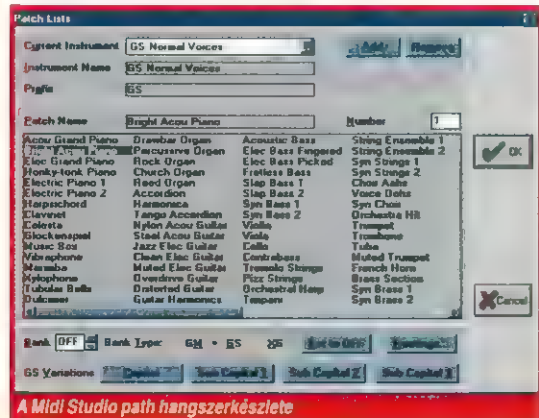 Patch Lists
Current Instrument GS Normal Voices Add Remove
Instrument Name GS Normal Voices
Prefix GS
Patch Name Bright Acou Piano Number 1
Acou Grand Piano Drawbar Organ Acoustic Bass String Ensemble 1
Bright Acou Piano Percussive Organ Elec Bass Fingered String Ensemble 2
Elec Grand Piano Rock Organ Elec Bass Picked Syn Strings 1
Honky-tonk Piano Church Organ Fretless Bass Syn Strings 2
Electric Piano 1 Reed Organ Slap Bass 1 Choir Aahs
Electric Piano 2 Accordion Slap Bass 2 Voice Oohs
Harpsichord Harmonica Syn Bass 1 Syn Choir
Clavinet Tango Accordion Syn Bass 2 Orchestra Hit
Celesta Nylon Acou Guitar Violin Trumpet
Glockenspiel Steel Acou Guitar Viola Trombone
Music Box Jazz Elec Guitar Cello Tuba
Vibraphone Clean Elec Guitar Contrabass Muted Trumpet
Marimba Muted Elec Guitar Tremolo Strings French Horn
Xylophone Overdrive Guitar Pizz Strings Brass Section
Tubular Bells Distorted Guitar Orchestral Harp Syn Brass 1
Dulcimer Guitar Harmonics Timpani Syn Brass 2
OK
Cancel
Bank OFF Bank Type: GM GS XG Set to OFF
GS Variations Capital Sub Capital 1 Sub Capital 2 Sub Capital 3
A Midi Studio path hangszerkészlete